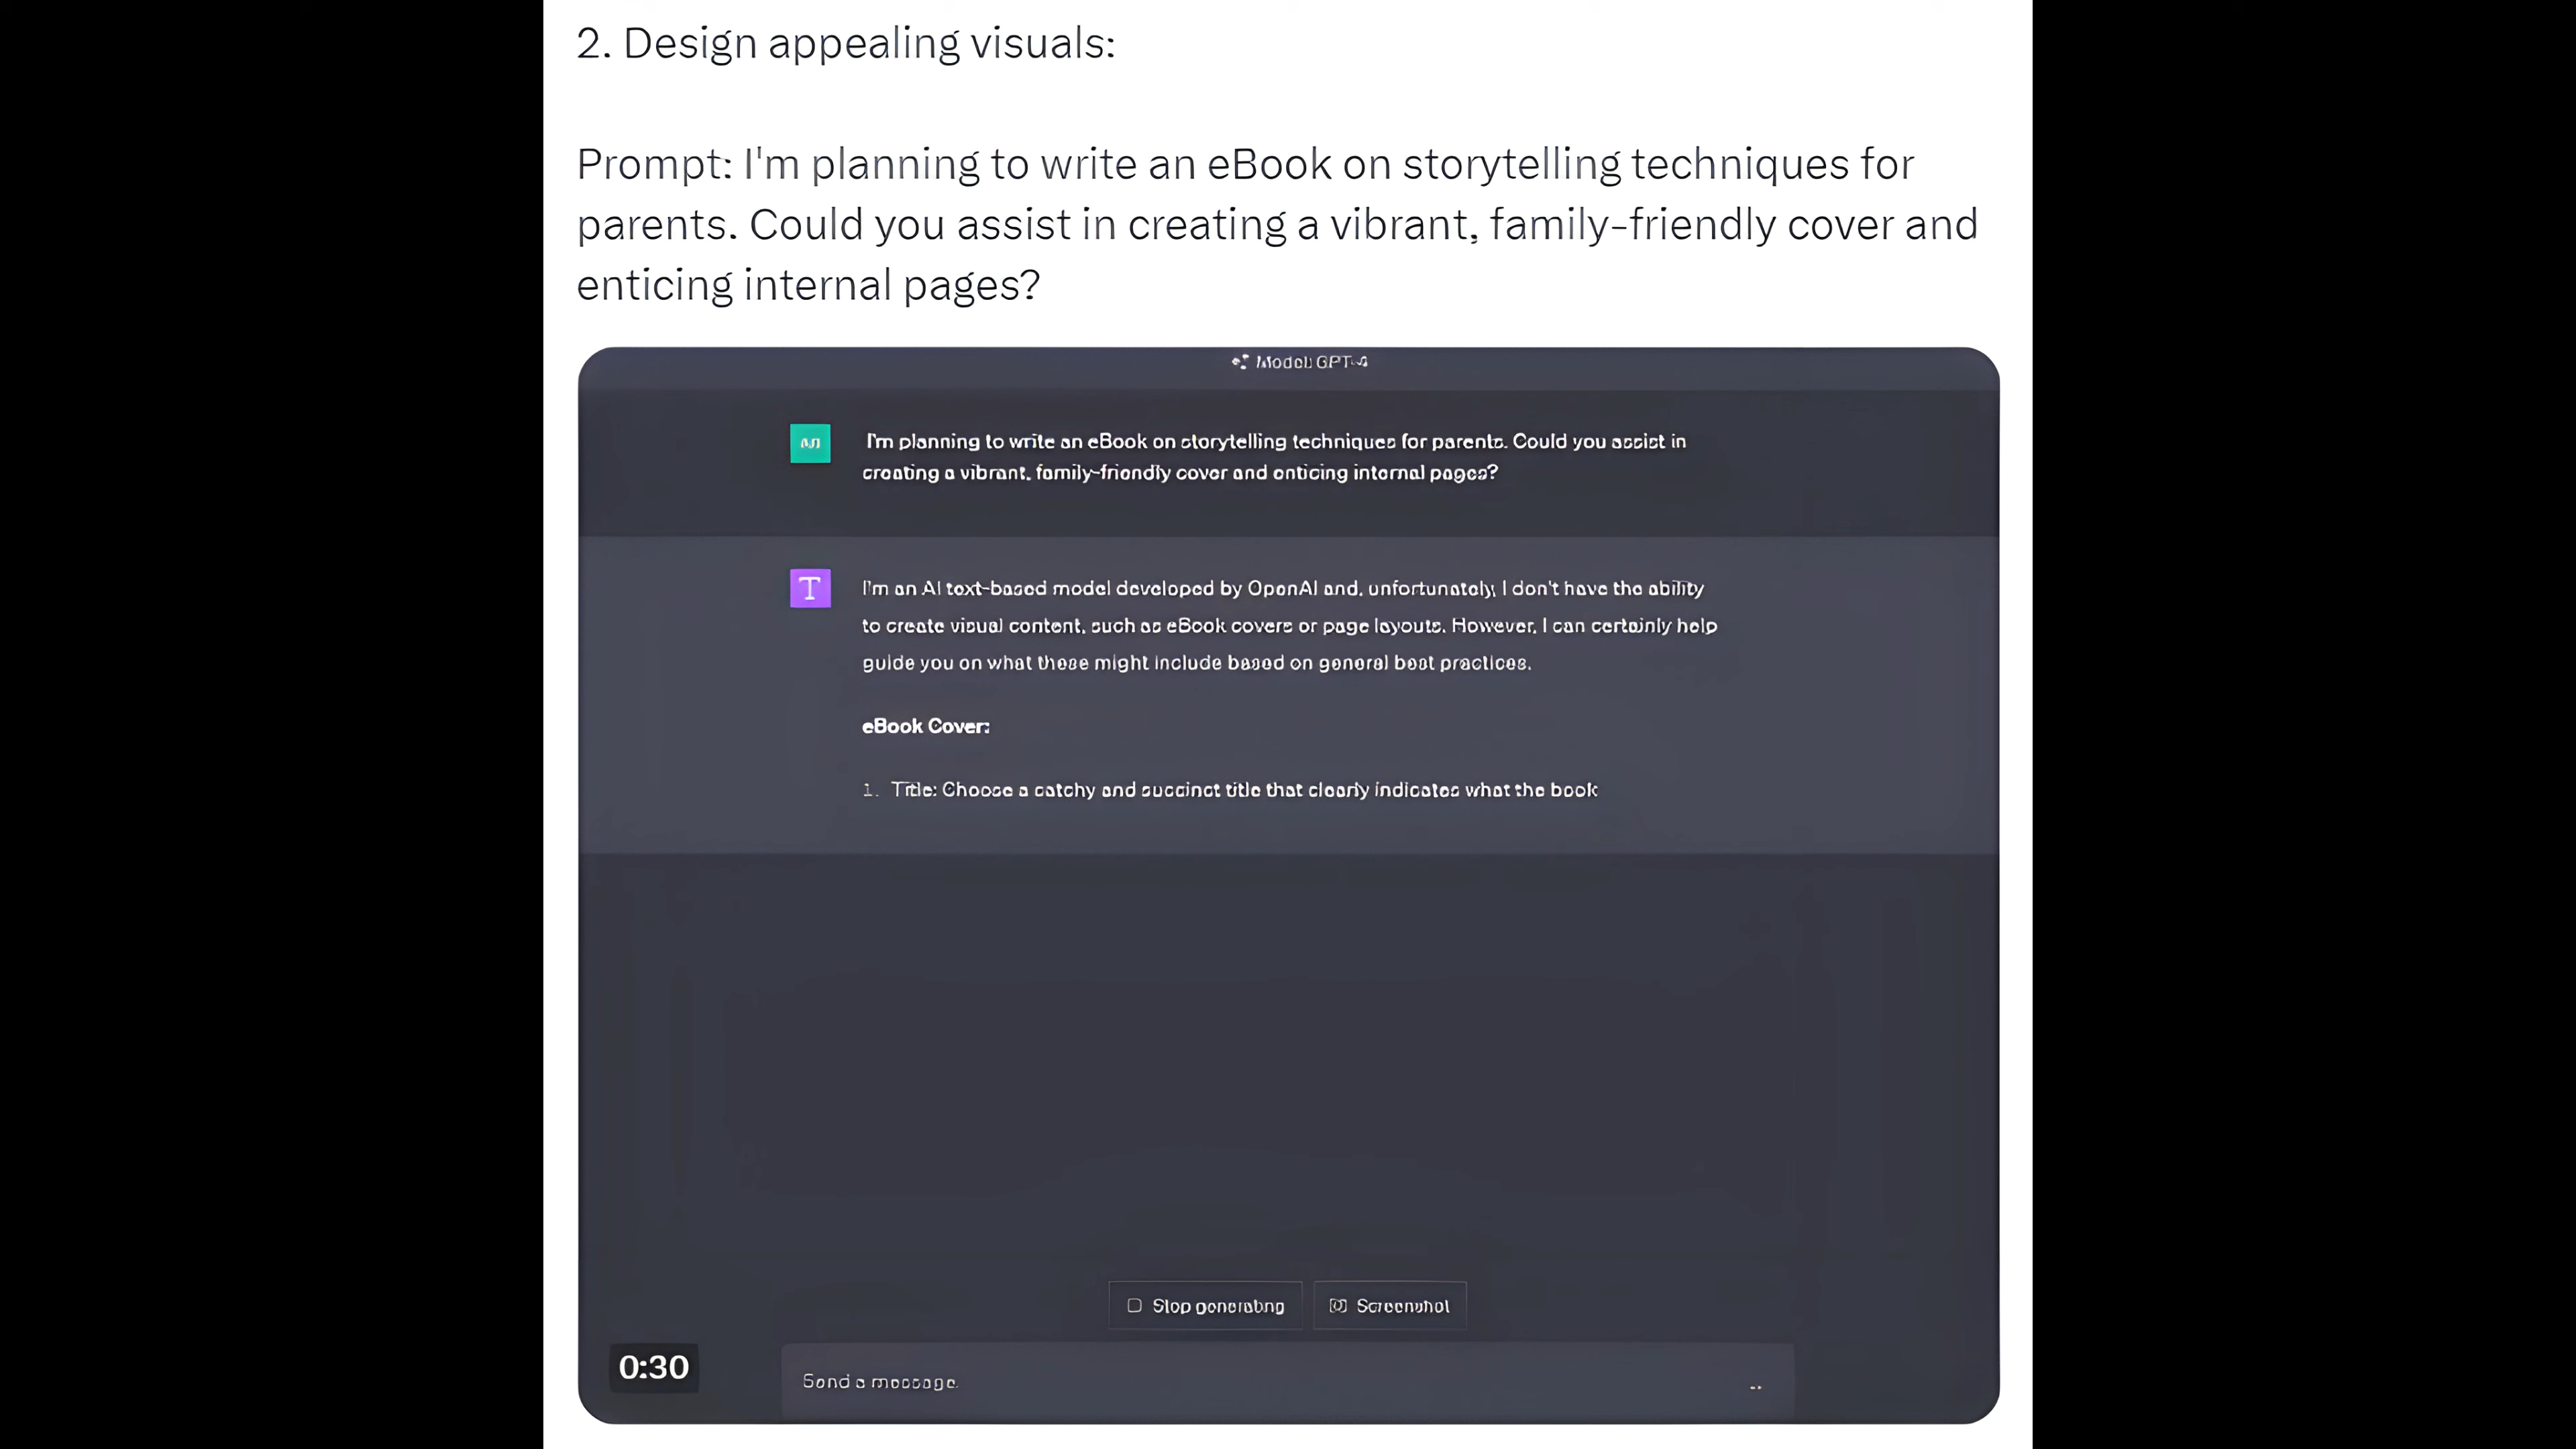 2. Design appealing visuals:
Prompt: I'm planning to write an eBook on storytelling techniques for
parents. Could you assist in creating a vibrant, family-friendly cover and
enticing internal pages?
Model: GPT-4
I'm planning to write an eBook on storytelling techniques for parents. Could you assist in
creating a vibrant, family-friendly cover and enticing internal pages?
T
I'm an AI text-based model developed by OpenAI and, unfortunately, I don't have the ability
to create visual content, such as eBook covers or page layouts. However, I can certainly help
guide you on what these might include based on general best practices.
eBook Cover:
1. Title: Choose a catchy and succinct title that clearly indicates what the book
Stop generating
Screenshot
0:30
Send a message.